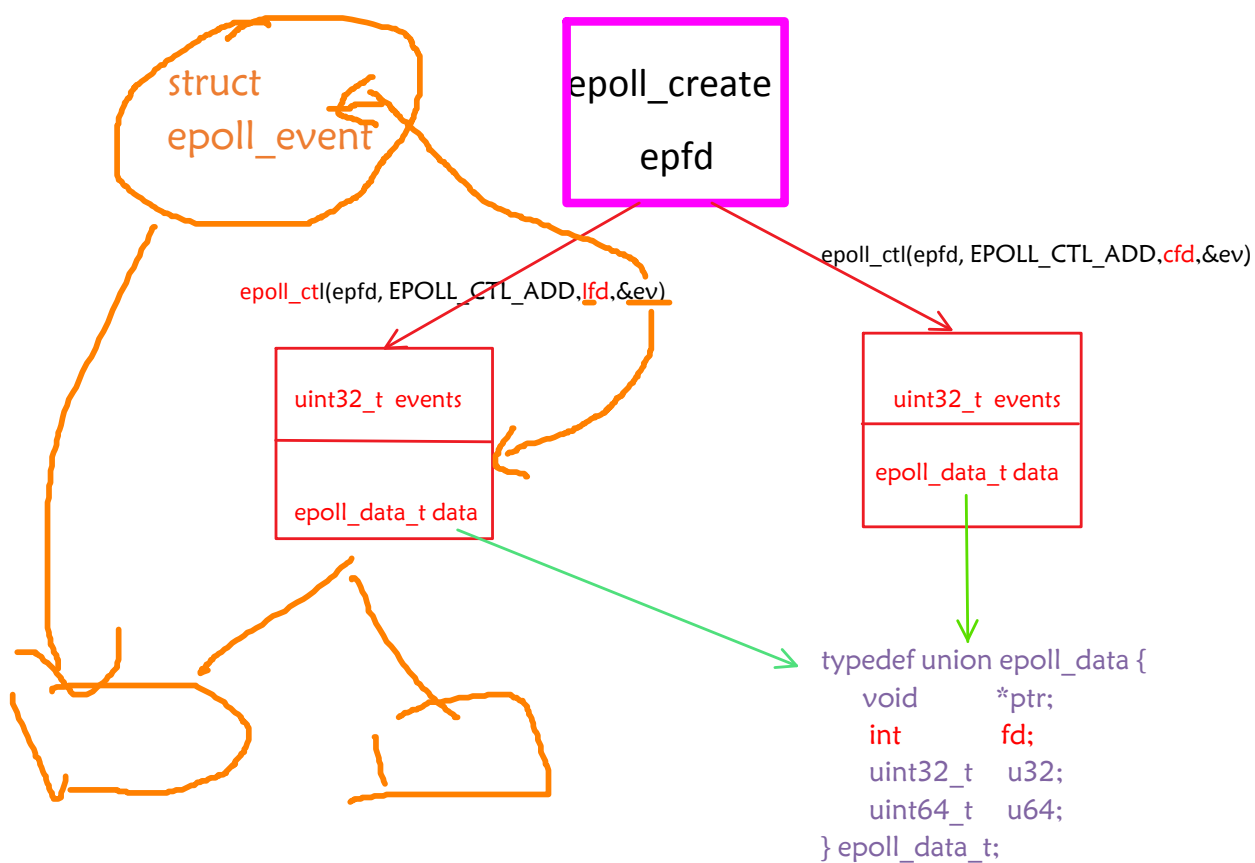 struct
epoll_event
epoll_create
epfd
epoll_ctl(epfd, EPOLL_CTL_ADD,cfd,&ev)
epoll_ctl(epfd, EPOLL_CTL_ADD,lfd,&ev)
uint32_t events
epoll_data_t data
uint32_t events
epoll_data_t data
typedef union epoll_data {
void *ptr;
int fd;
uint32_t u32;
uint64_t u64;
} epoll_data_t;